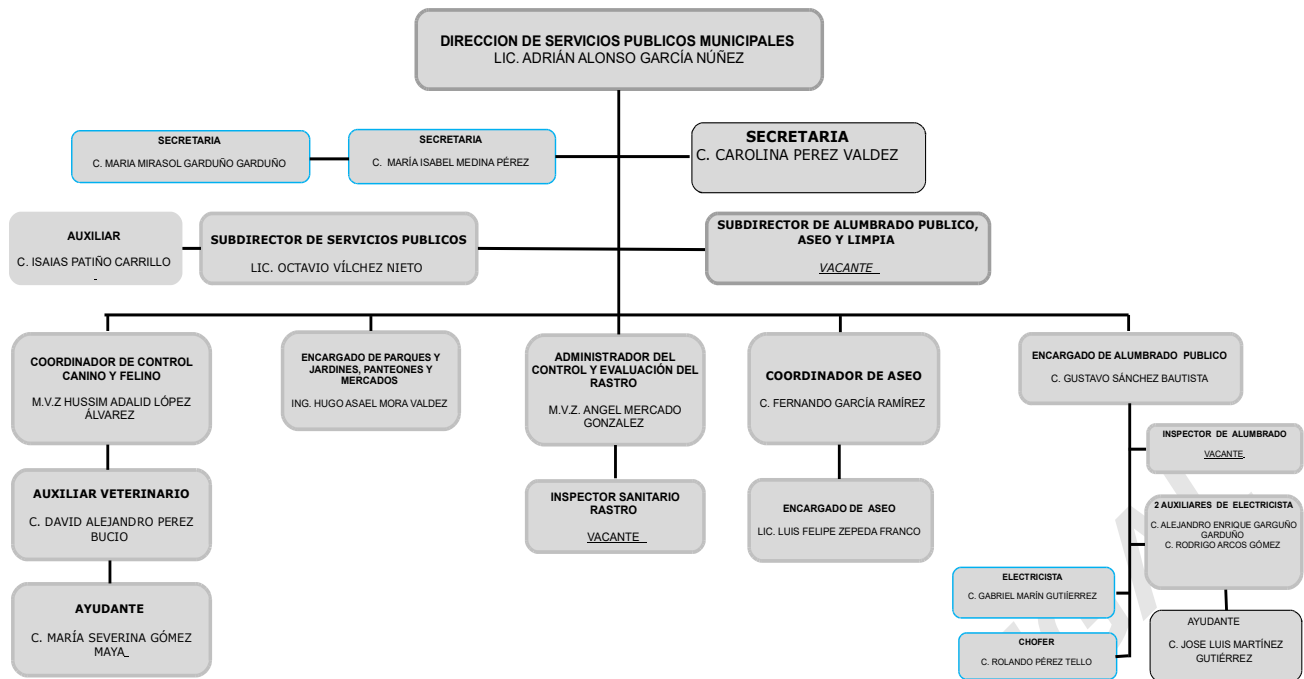 DIRECCION DE SERVICIOS PUBLICOS MUNICIPALES
LIC. ADRIÁN ALONSO GARCÍA NÚÑEZ
SECRETARIA
C. MARIA MIRASOL GARDUÑO GARDUÑO
SECRETARIA
C. MARÍA ISABEL MEDINA PÉREZ
SECRETARIA
C. CAROLINA PEREZ VALDEZ
AUXILIAR
C. ISAIAS PATIÑO CARRILLO
SUBDIRECTOR DE SERVICIOS PUBLICOS
LIC. OCTAVIO VÍLCHEZ NIETO
SUBDIRECTOR DE ALUMBRADO PUBLICO,
ASEO Y LIMPIA
VACANTE
COORDINADOR DE CONTROL
CANINO Y FELINO
M.V.Z HUSSIM ADALID LÓPEZ
ÁLVAREZ
ENCARGADO DE PARQUES Y
JARDINES, PANTEONES Y
MERCADOS
ING. HUGO ASAEL MORA VALDEZ
ADMINISTRADOR DEL
CONTROL Y EVALUACIÓN DEL
RASTRO
M.V.Z. ANGEL MERCADO
GONZALEZ
COORDINADOR DE ASEO
C. FERNANDO GARCÍA RAMÍREZ
ENCARGADO DE ALUMBRADO PUBLICO
C. GUSTAVO SÁNCHEZ BAUTISTA
INSPECTOR DE ALUMBRADO
VACANTE
AUXILIAR VETERINARIO
C. DAVID ALEJANDRO PEREZ
BUCIO
INSPECTOR SANITARIO
RASTRO
VACANTE
ENCARGADO DE ASEO
LIC. LUIS FELIPE ZEPEDA FRANCO
2 AUXILIARES DE ELECTRICISTA
C. ALEJANDRO ENRIQUE GARGUÑO
GARDUÑO
C. RODRIGO ARCOS GÓMEZ
ELECTRICISTA
C. GABRIEL MARÍN GUTIÍERREZ
AYUDANTE
C. MARÍA SEVERINA GÓMEZ
MAYA
CHOFER
C. ROLANDO PÉREZ TELLO
AYUDANTE
C. JOSE LUIS MARTÍNEZ
GUTIÉRREZ